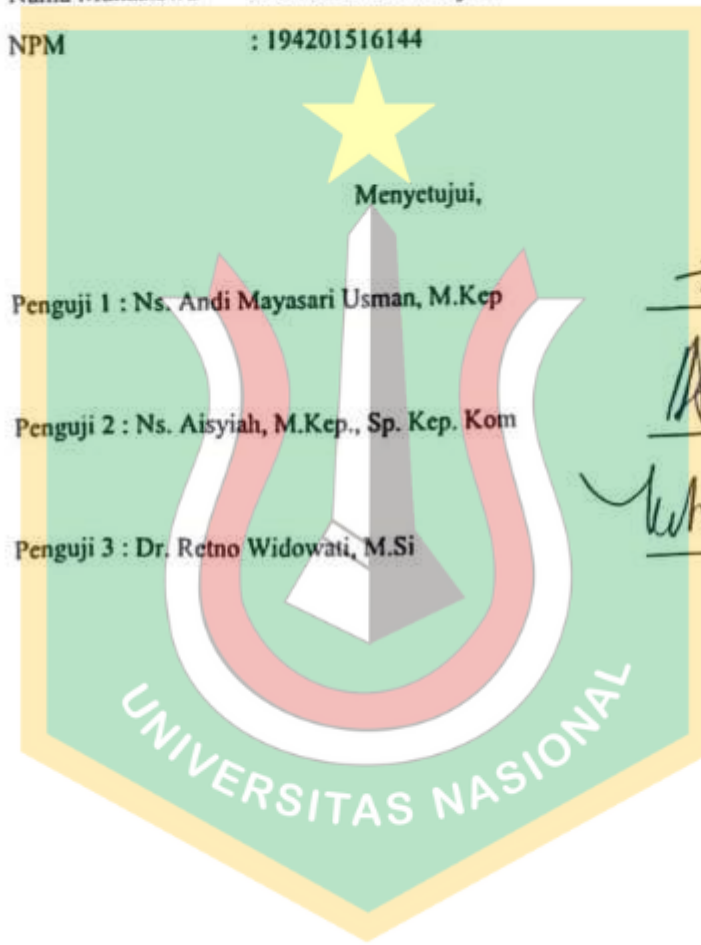 NPM : 194201516144
Menyetujui,
Penguji 1 : Ns. Andi Mayasari Usman, M.Kep
Penguji 2 : Ns. Aisyiah, M.Kep., Sp. Kep. Kom
Penguji 3 : Dr. Retno Widowati, M.Si
UNIVERSITAS NASIONAL